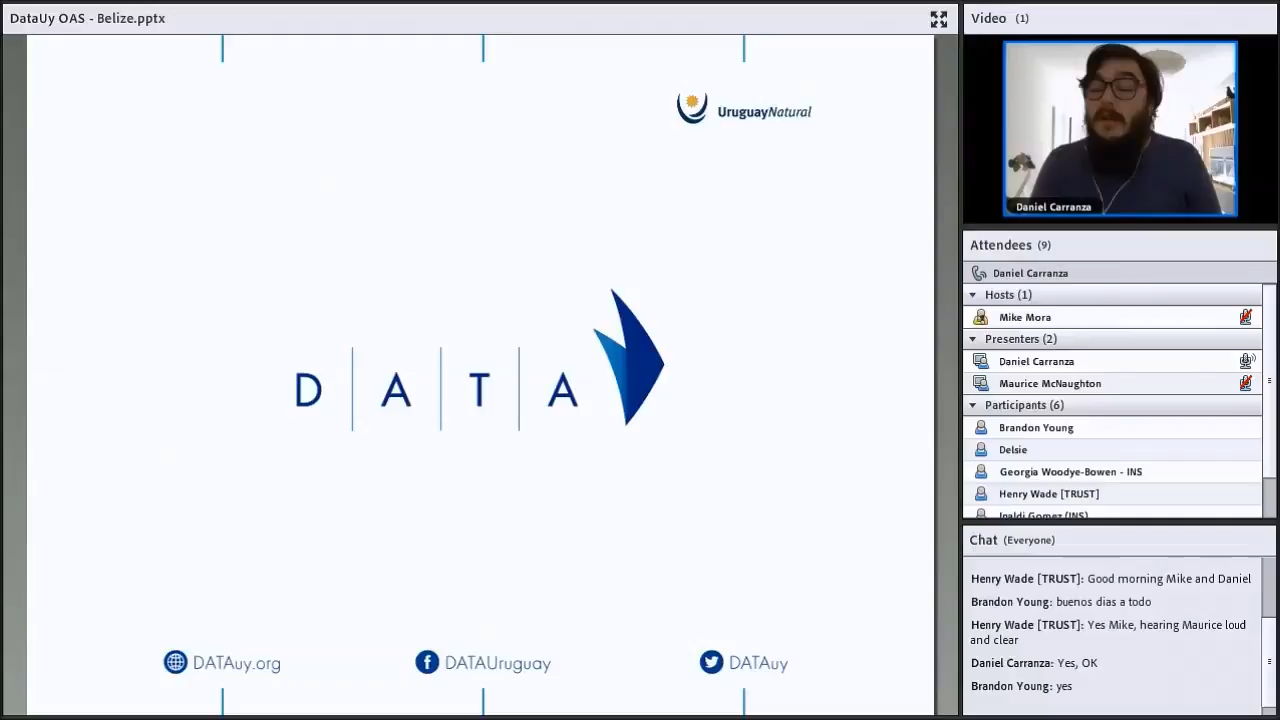 DataUy OAS - Belize.pptx
UruguayNatural
D A T A
DATAuy.org
DATAUruguay
DATAuy
Video (1)
Daniel Carranza
Attendees (9)
Daniel Carranza
Hosts (1)
Mike Mora
Presenters (2)
Daniel Carranza
Maurice McNaughton
Participants (6)
Brandon Young
Delsie
Georgia Woodye-Bowen - INS
Henry Wade [TRUST]
Inaldi Gomez (INS)
Chat (Everyone)
Henry Wade [TRUST]: Good morning Mike and Daniel
Brandon Young: buenos dias a todo
Henry Wade [TRUST]: Yes Mike, hearing Maurice loud
and clear
Daniel Carranza: Yes, OK
Brandon Young: yes